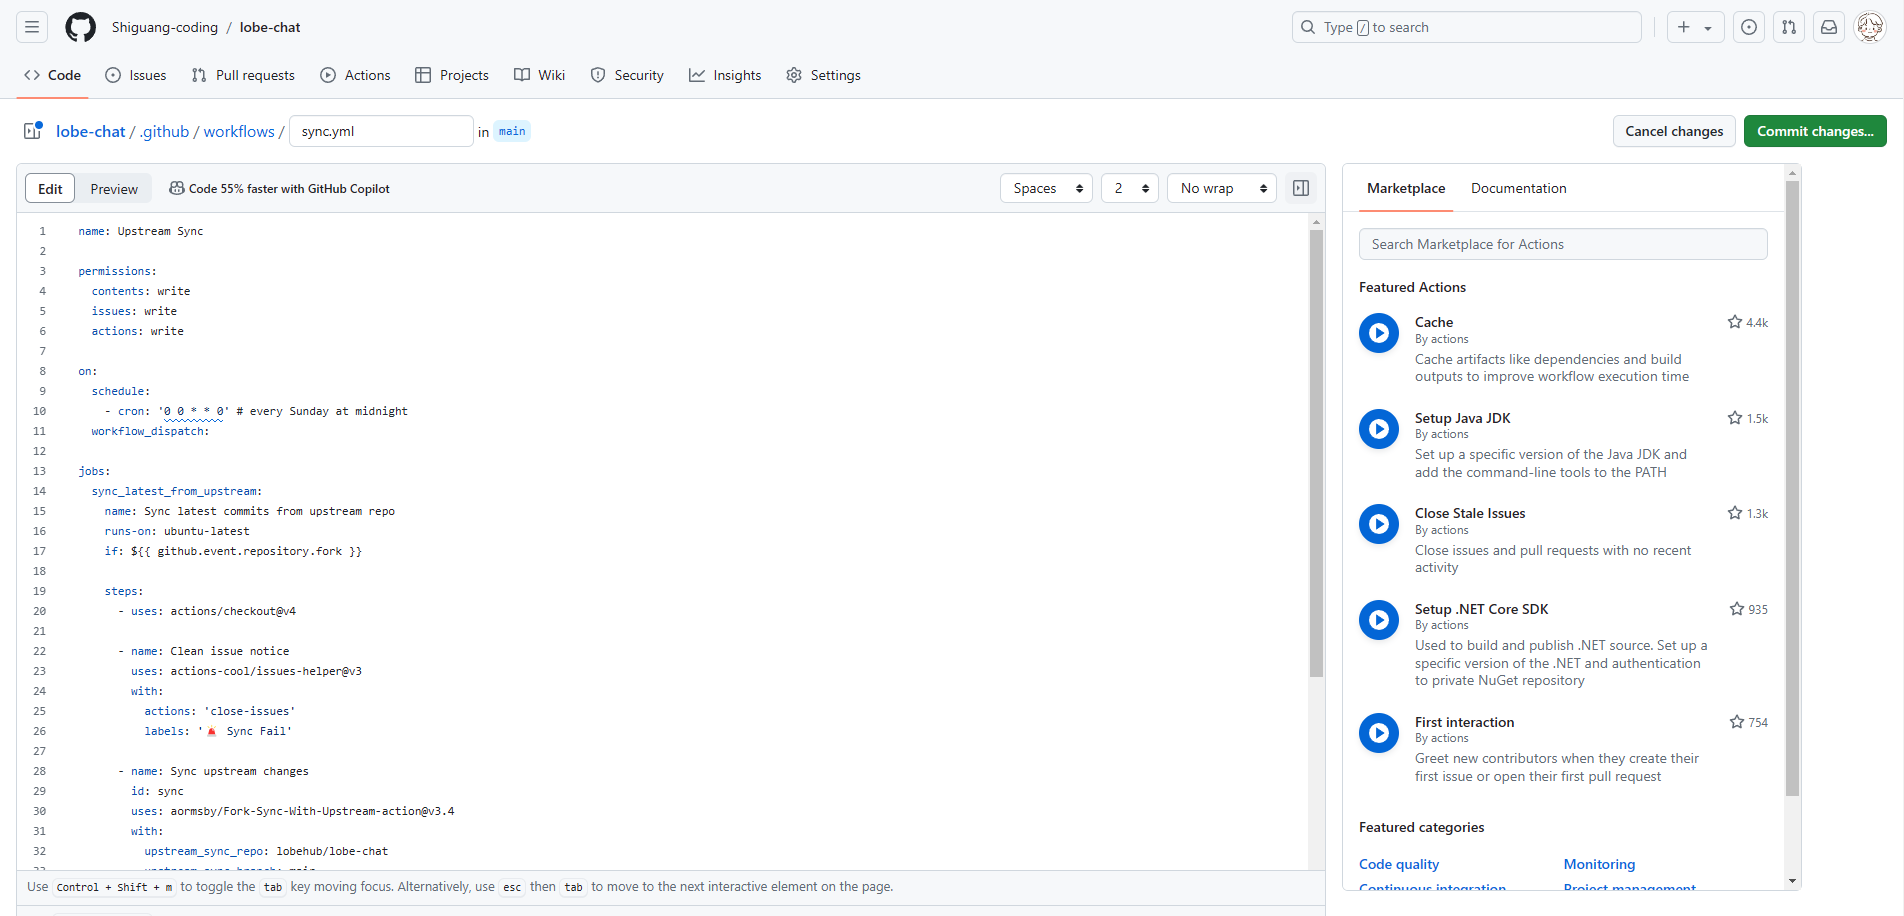 Shiguang-coding / lobe-chat
Type / to search
Code
Issues
Pull requests
Actions
Projects
Wiki
Security
Insights
Settings
lobe-chat / .github / workflows / sync.yml in main
Cancel changes
Commit changes...
Edit
Preview
Code 55% faster with GitHub Copilot
Spaces
2
No wrap
1 name: Upstream Sync
2
3 permissions:
4 contents: write
5 issues: write
6 actions: write
7
8 on:
9 schedule:
10 - cron: '0 0 * * 0' # every Sunday at midnight
11 workflow_dispatch:
12
13 jobs:
14 sync_latest_from_upstream:
15 name: Sync latest commits from upstream repo
16 runs-on: ubuntu-latest
17 if: ${{ github.event.repository.fork }}
18
19 steps:
20 - uses: actions/checkout@v4
21
22 - name: Clean issue notice
23 uses: actions-cool/issues-helper@v3
24 with:
25 actions: 'close-issues'
26 labels: '🚨 Sync Fail'
27
28 - name: Sync upstream changes
29 id: sync
30 uses: aormsby/Fork-Sync-With-Upstream-action@v3.4
31 with:
32 upstream_sync_repo: lobehub/lobe-chat
Use Control + Shift + m to toggle the tab key moving focus. Alternatively, use esc then tab to move to the next interactive element on the page.
Marketplace
Documentation
Search Marketplace for Actions
Featured Actions
Cache
4.4k
By actions
Cache artifacts like dependencies and build
outputs to improve workflow execution time
Setup Java JDK
1.5k
By actions
Set up a specific version of the Java JDK and
add the command-line tools to the PATH
Close Stale Issues
1.3k
By actions
Close issues and pull requests with no recent
activity
Setup .NET Core SDK
935
By actions
Used to build and publish .NET source. Set up a
specific version of the .NET and authentication
to private NuGet repository
First interaction
754
By actions
Greet new contributors when they create their
first issue or open their first pull request
Featured categories
Code quality
Monitoring
Continuous integration
Project management